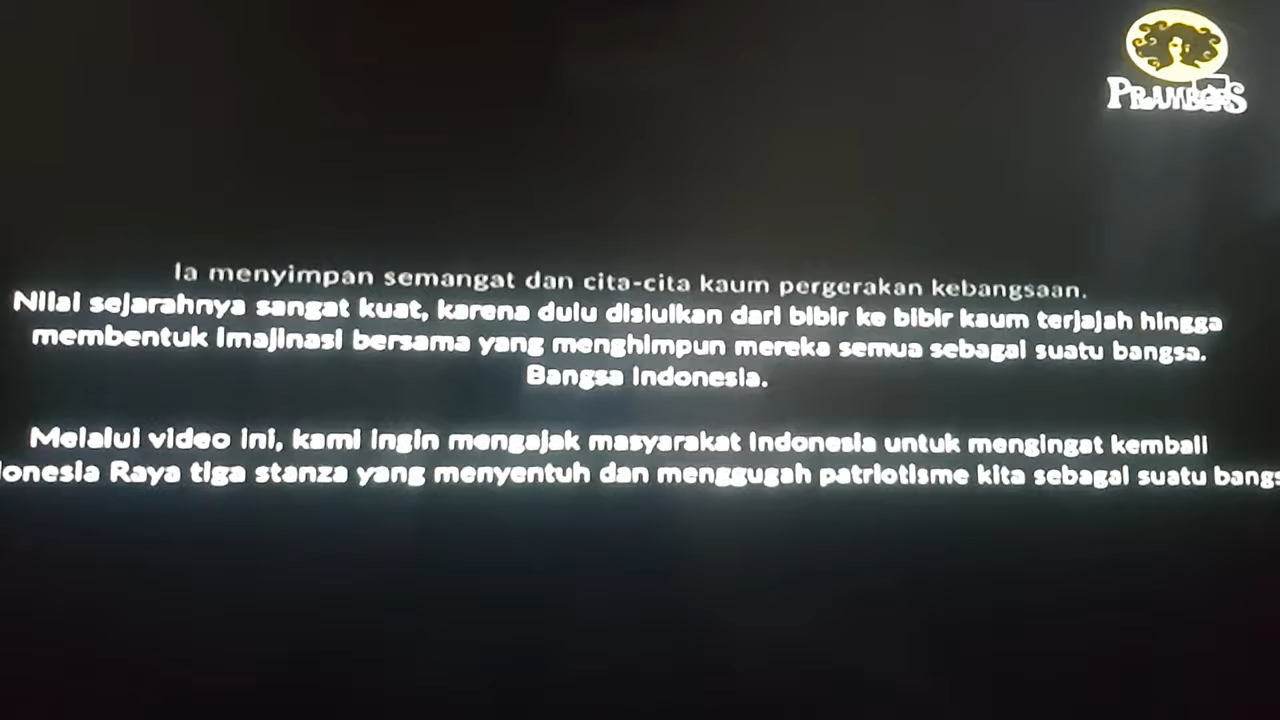 PRAMBORS
Ia menyimpan semangat dan cita-cita kaum pergerakan kebangsaan.
Nilai sejarahnya sangat kuat, karena dulu disiulkan dari bibir ke bibir kaum terjajah hingga
membentuk imajinasi bersama yang menghimpun mereka semua sebagai suatu bangsa.
Bangsa Indonesia.
Melalui video ini, kami ingin mengajak masyarakat Indonesia untuk mengingat kembali
donesia Raya tiga stanza yang menyentuh dan menggugah patriotisme kita sebagai suatu bangs